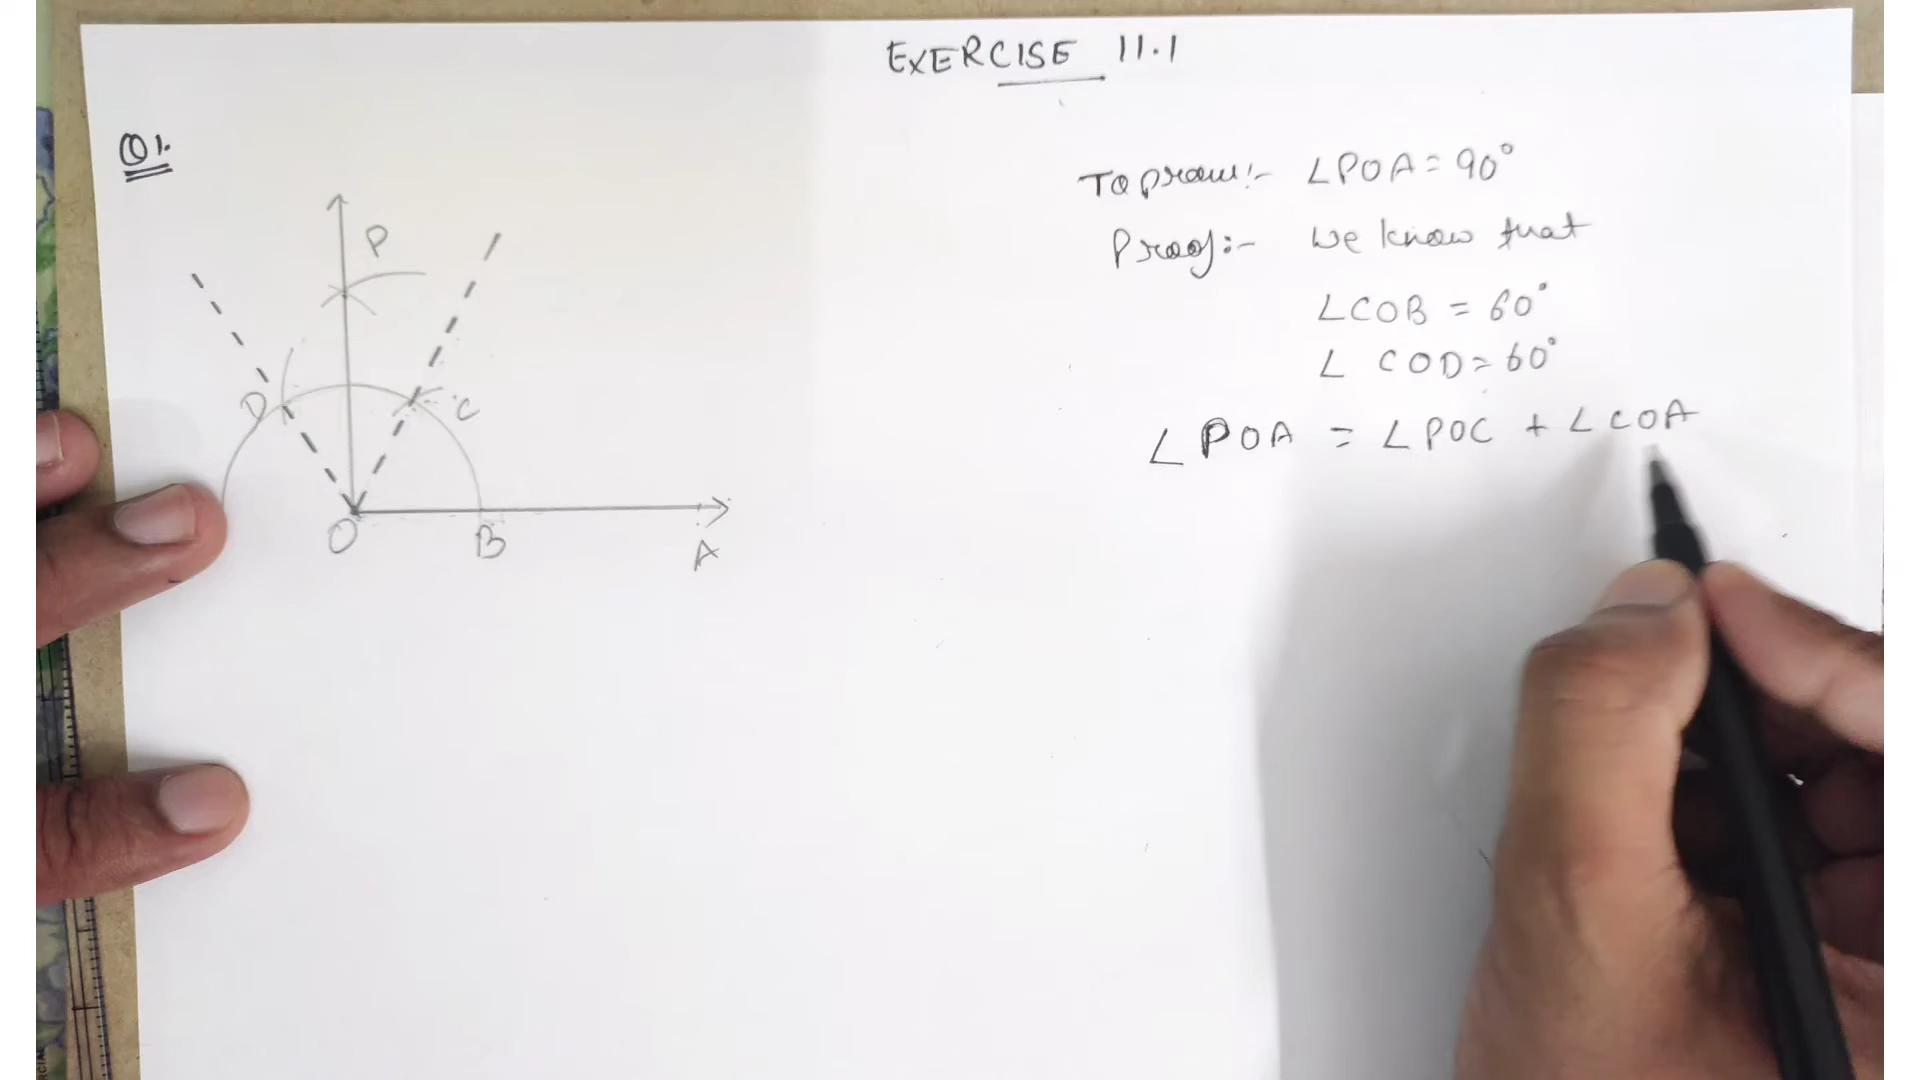 EXERCISE 11.1
Q1.
To prove:- ∠POA = 90°
Proof:- We know that
∠COB = 60°
∠ COD = 60°
∠POA = ∠POC + ∠COA
P
D
C
O
B
A